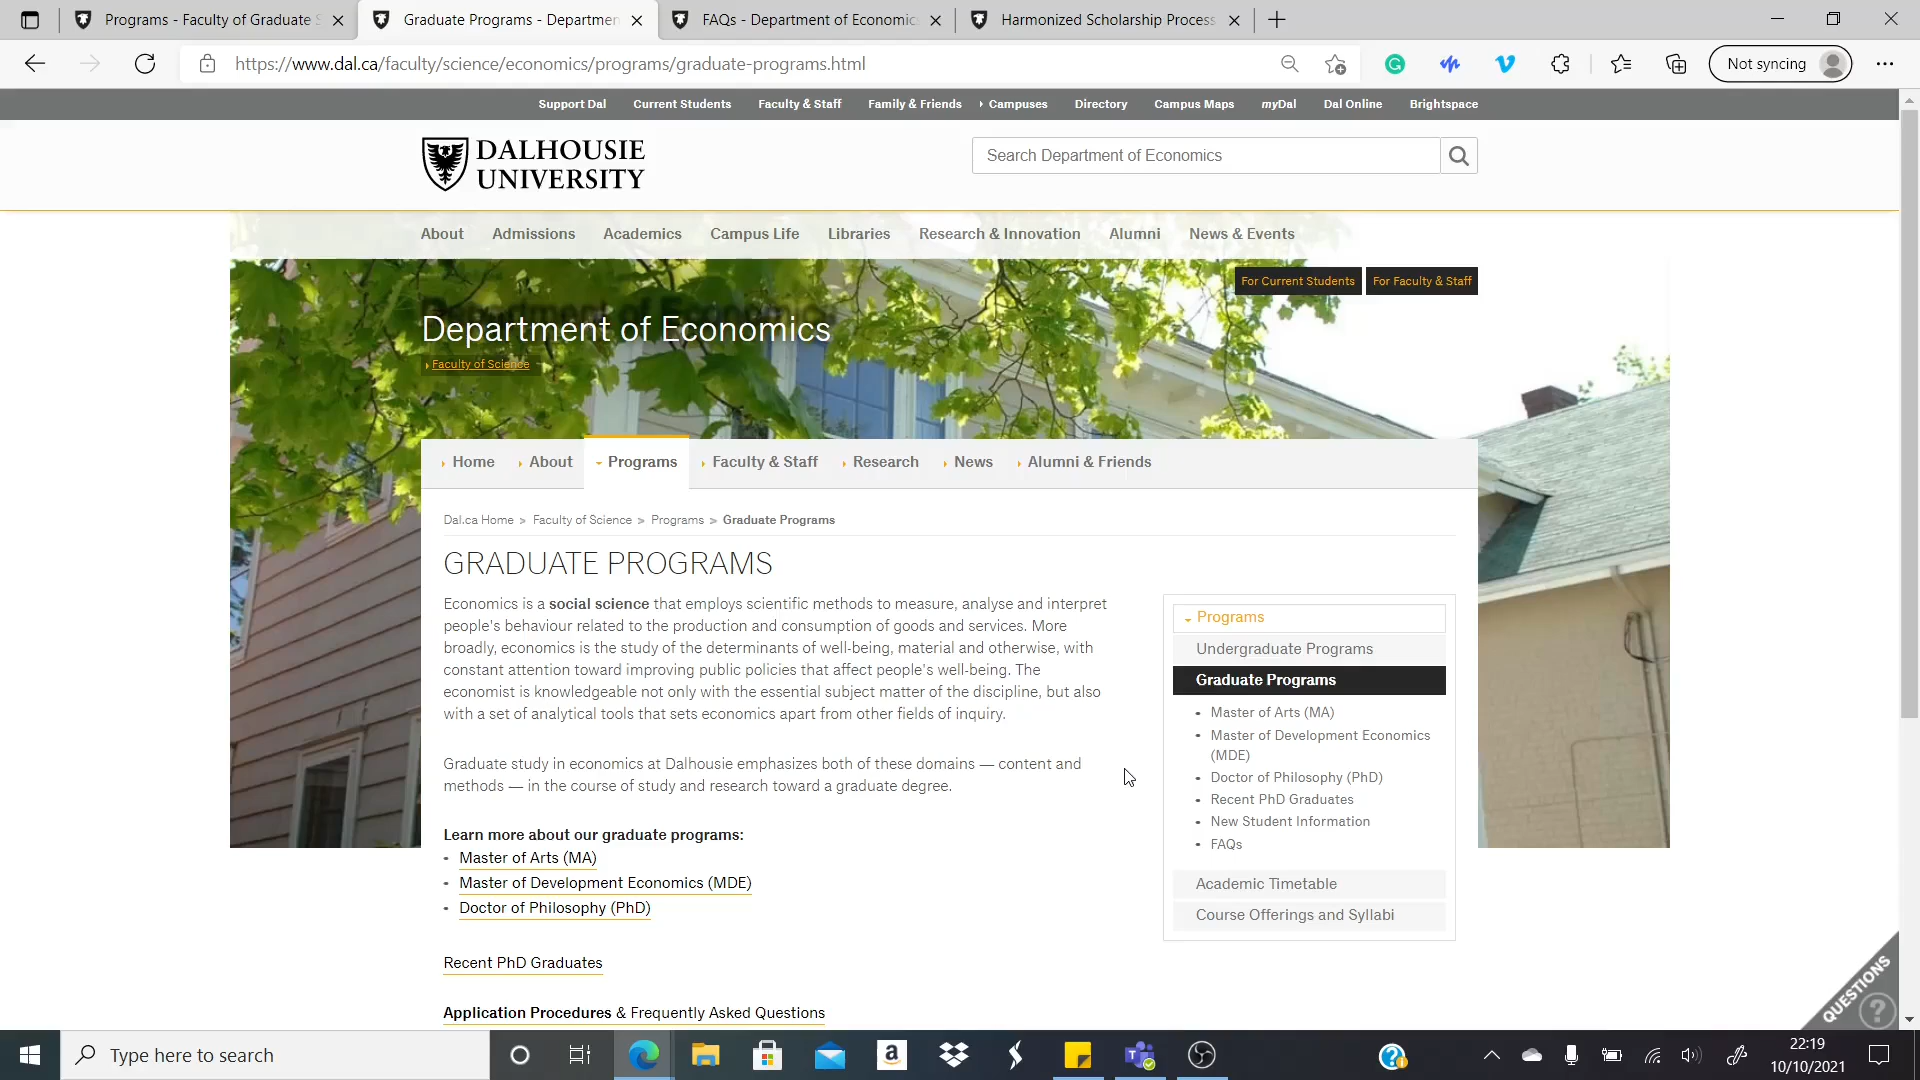 Programs - Faculty of Graduate S
Graduate Programs - Departmen
FAQs - Department of Economic
Harmonized Scholarship Process
https://www.dal.ca/faculty/science/economics/programs/graduate-programs.html
Not syncing
Support Dal Current Students Faculty & Staff Family & Friends Campuses Directory Campus Maps myDal Dal Online Brightspace
DALHOUSIE
UNIVERSITY
Search Department of Economics
About Admissions Academics Campus Life Libraries Research & Innovation Alumni News & Events
For Current Students For Faculty & Staff
Department of Economics
Faculty of Science
Home About Programs Faculty & Staff Research News Alumni & Friends
Dal.ca Home > Faculty of Science > Programs > Graduate Programs
GRADUATE PROGRAMS
Economics is a social science that employs scientific methods to measure, analyse and interpret
people's behaviour related to the production and consumption of goods and services. More
broadly, economics is the study of the determinants of well-being, material and otherwise, with
constant attention toward improving public policies that affect people's well-being. The
economist is knowledgeable not only with the essential subject matter of the discipline, but also
with a set of analytical tools that sets economics apart from other fields of inquiry.
Graduate study in economics at Dalhousie emphasizes both of these domains — content and
methods — in the course of study and research toward a graduate degree.
Learn more about our graduate programs:
Master of Arts (MA)
Master of Development Economics (MDE)
Doctor of Philosophy (PhD)
Recent PhD Graduates
Application Procedures & Frequently Asked Questions
Programs
Undergraduate Programs
Graduate Programs
Master of Arts (MA)
Master of Development Economics
(MDE)
Doctor of Philosophy (PhD)
Recent PhD Graduates
New Student Information
FAQs
Academic Timetable
Course Offerings and Syllabi
QUESTIONS
?
Type here to search
22:19
10/10/2021